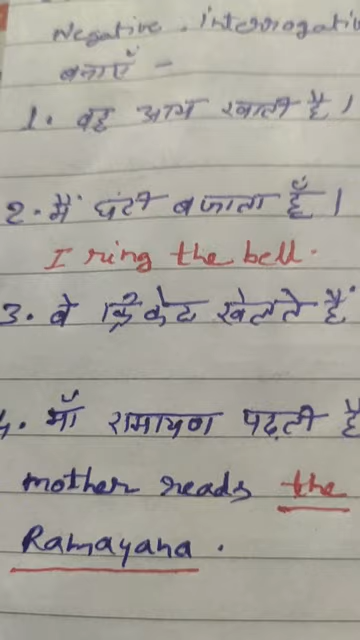 Negative, interrogative
बनाएँ -
1. वह आम खाती है।
2. मैं घंटी बजाता हूँ।
I ring the bell.
3. वे क्रिकेट खेलते हैं
4. माँ रामायण पढ़ती है
mother reads the
Ramayana.